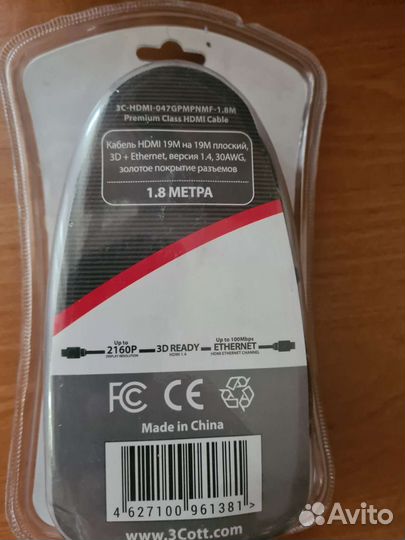 3C-HDMI-047GPMPNMF-1.8M
Premium Class HDMI Cable
Кабель HDMI 19M на 19M плоский,
3D + Ethernet, версия 1.4, 30AWG,
золотое покрытие разъемов
1.8 МЕТРА
Up to
2160P
DISPLAY RESOLUTION
3D READY
HDMI 1.4
Up to 100Mbps
ETHERNET
HDMI ETHERNET CHANNEL
FC CE
Made in China
4 627100 961381 >
www.3Cott.com
Avito